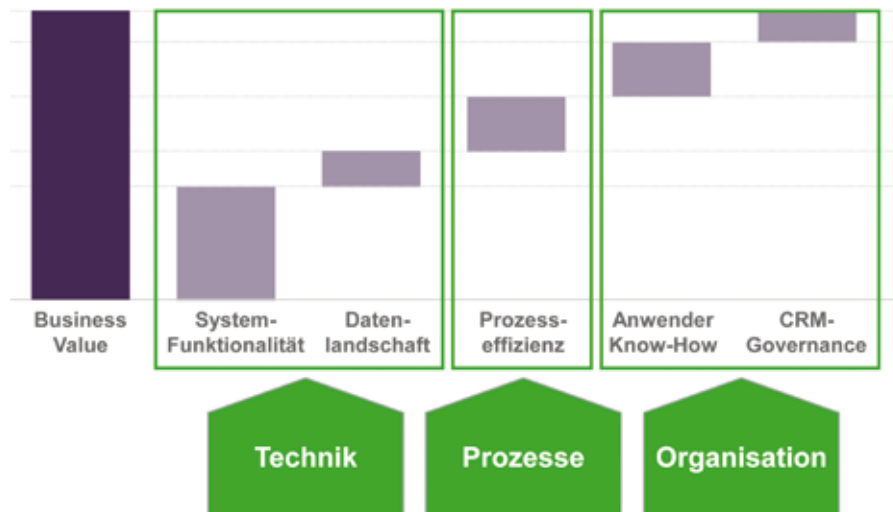 Business
Value
System-
Funktionalität
Daten-
landschaft
Prozess-
effizienz
Anwender
Know-How
CRM-
Governance
Technik
Prozesse
Organisation